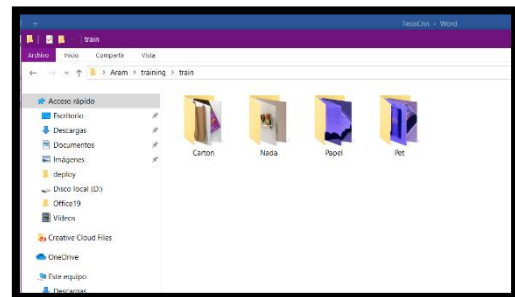 TesisCnn - Word
train
Archivo Inicio Compartir Vista
> Aram > training > train
Acceso rápido
Escritorio
Descargas
Documentos
Imágenes
deploy
Disco local (D:)
Office19
Vídeos
Creative Cloud Files
OneDrive
Este equipo
Descargas
Carton Nada Papel Pet